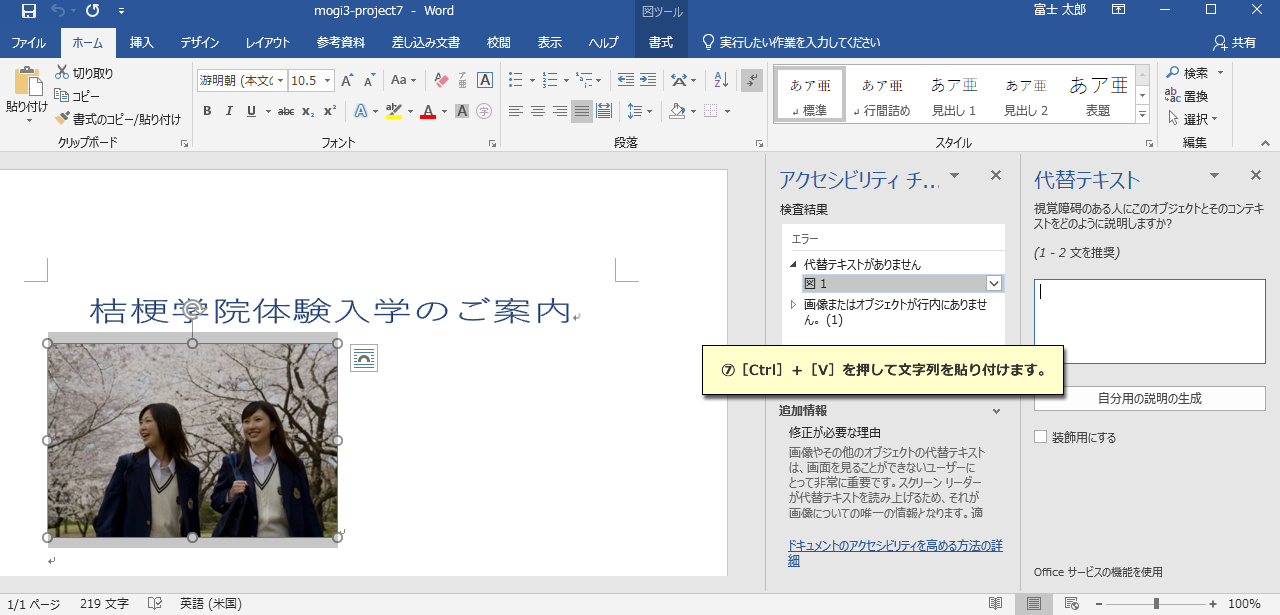 mogi3-project7 - Word
図ツール
富士 太郎
ファイル ホーム 挿入 デザイン レイアウト 参考資料 差し込み文書 校閲 表示 ヘルプ 書式 実行したい作業を入力してください 共有
貼り付け
切り取り
コピー
書式のコピー/貼り付け
クリップボード
游明朝 (本文の 10.5
フォント
段落
あア亜 標準
あア亜 行間詰め
あア亜 見出し 1
あア亜 見出し 2
あア亜 表題
スタイル
検索
置換
選択
編集
桔梗学院体験入学のご案内
アクセシビリティ チ...
検査結果
エラー
代替テキストがありません
図 1
画像またはオブジェクトが行内にありませ
ん。 (1)
⑦［Ctrl］＋［V］を押して文字列を貼り付けます。
追加情報
修正が必要な理由
画像やその他のオブジェクトの代替テキスト
は、画面を見ることができないユーザーに
とって非常に重要です。スクリーン リーダー
が代替テキストを読み上げるため、それが
画像についての唯一の情報となります。適
ドキュメントのアクセシビリティを高める方法の詳
細
代替テキスト
視覚障碍のある人にこのオブジェクトとそのコンテキ
ストをどのように説明しますか?
(1 - 2 文を推奨)
自分用の説明の生成
装飾用にする
Office サービスの機能を使用
1/1 ページ 219 文字 英語 (米国) 100%